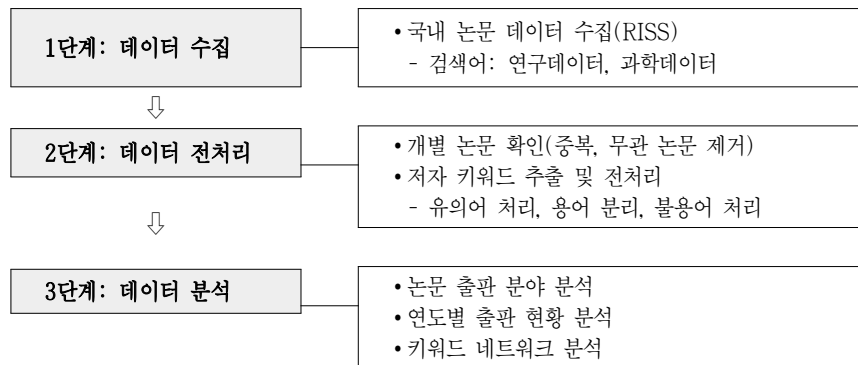 1단계: 데이터 수집
•국내 논문 데이터 수집(RISS)
- 검색어: 연구데이터, 과학데이터
2단계: 데이터 전처리
•개별 논문 확인(중복, 무관 논문 제거)
•저자 키워드 추출 및 전처리
- 유의어 처리, 용어 분리, 불용어 처리
3단계: 데이터 분석
•논문 출판 분야 분석
•연도별 출판 현황 분석
•키워드 네트워크 분석